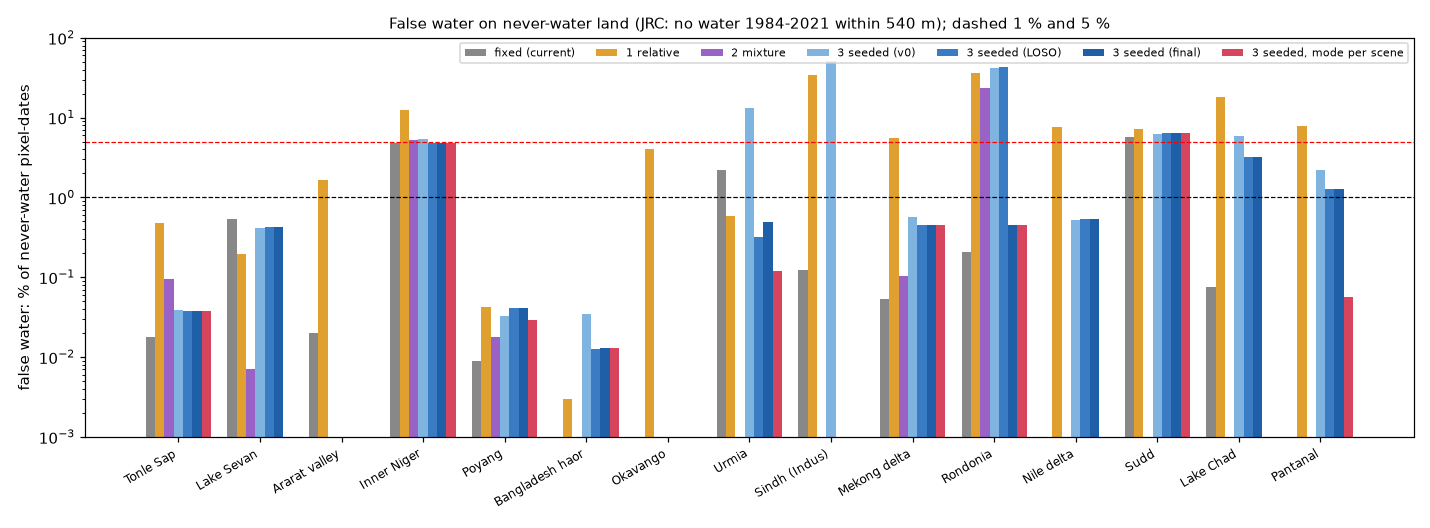 False water on never-water land (JRC: no water 1984-2021 within 540 m); dashed 1 % and 5 %
fixed (current) 1 relative 2 mixture 3 seeded (v0) 3 seeded (LOSO) 3 seeded (final) 3 seeded, mode per scene
false water: % of never-water pixel-dates
10²
10¹
10⁰
10⁻¹
10⁻²
10⁻³
Tonle Sap
Lake Sevan
Ararat valley
Inner Niger
Poyang
Bangladesh haor
Okavango
Urmia
Sindh (Indus)
Mekong delta
Rondonia
Nile delta
Sudd
Lake Chad
Pantanal